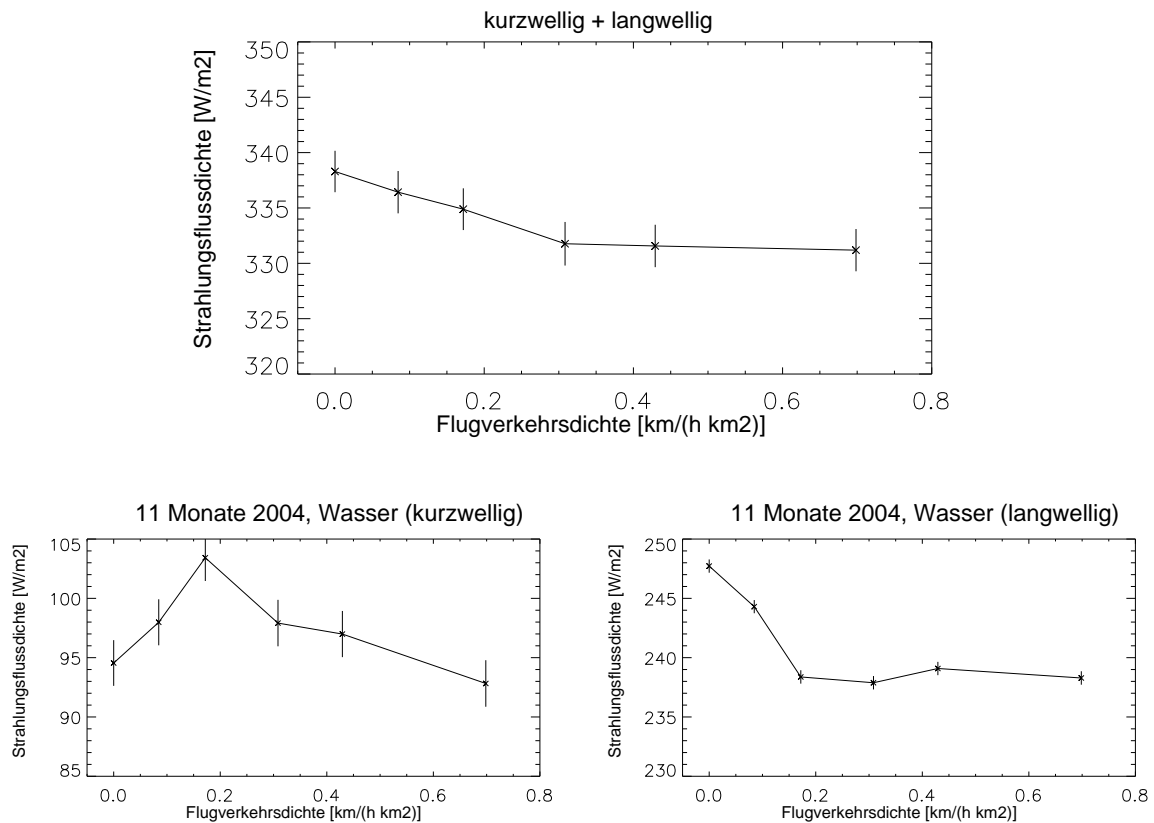 kurzwellig + langwellig
Strahlungsflussdichte [W/m2]
350
345
340
335
330
325
320
0.0 0.2 0.4 0.6 0.8
Flugverkehrsdichte [km/(h km2)]
11 Monate 2004, Wasser (kurzwellig)
Strahlungsflussdichte [W/m2]
105
100
95
90
85
0.0 0.2 0.4 0.6 0.8
Flugverkehrsdichte [km/(h km2)]
11 Monate 2004, Wasser (langwellig)
Strahlungsflussdichte [W/m2]
250
245
240
235
230
0.0 0.2 0.4 0.6 0.8
Flugverkehrsdichte [km/(h km2)]